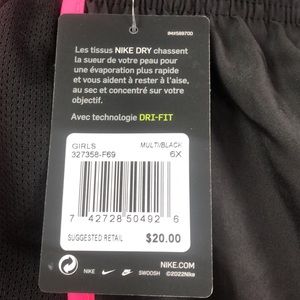 IM#589700
Les tissus NIKE DRY chassent
la sueur de votre peau pour
une évaporation plus rapide
et vous aident à rester à l'aise,
au sec et concentré sur votre
objectif.
Avec technologie DRI-FIT
GIRLS MULTI/BLACK
327358-F69 6X
7 42728 50492 6
SUGGESTED RETAIL $20.00
NIKE.COM
NIKE SWOOSH ©2022Nike